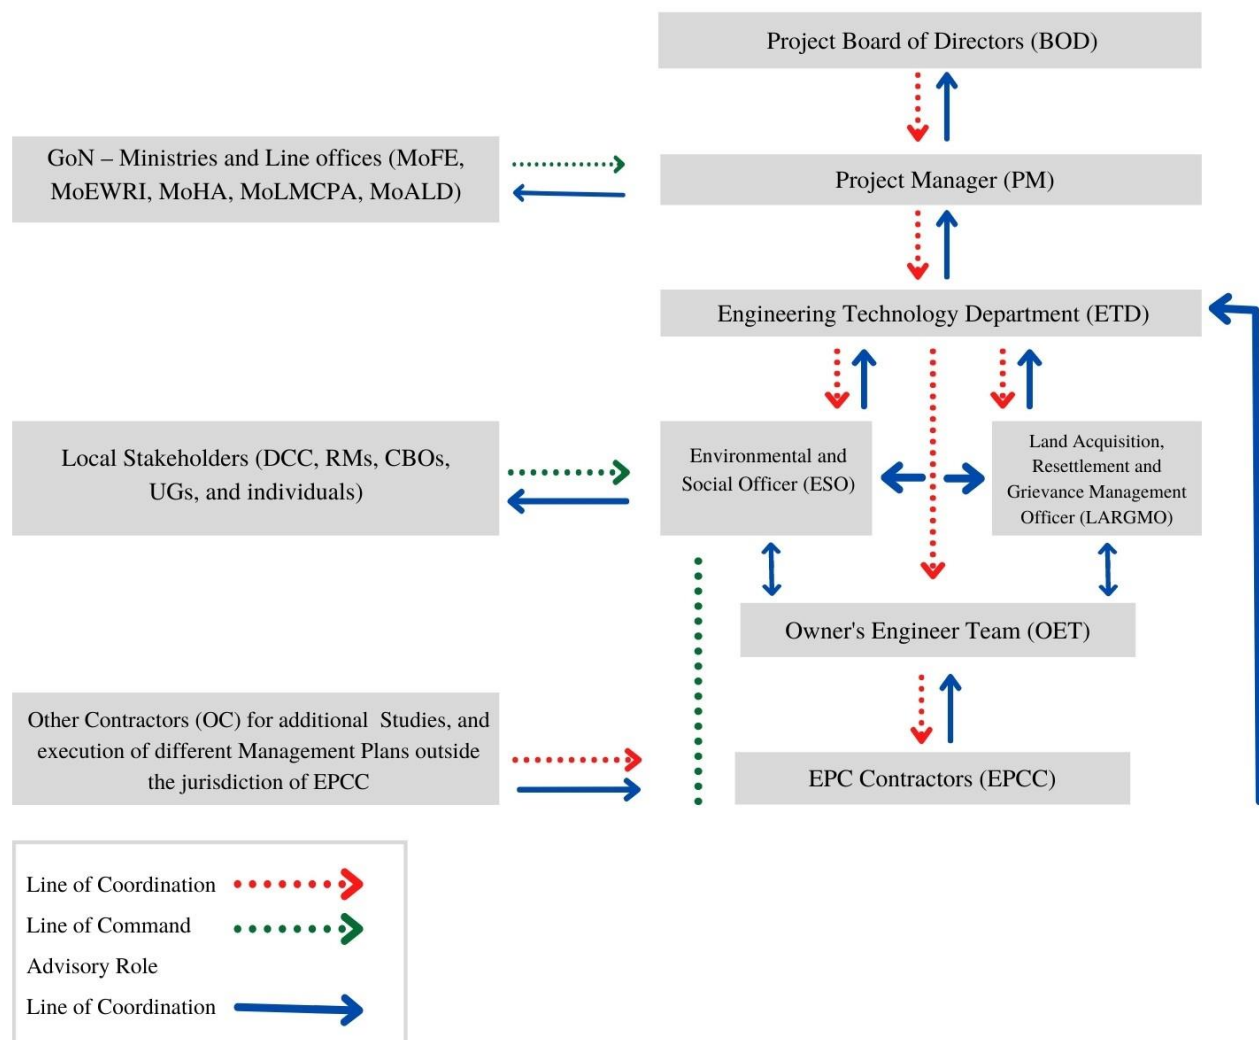 Project Board of Directors (BOD)
GoN – Ministries and Line offices (MoFE,
MoEWRI, MoHA, MoLMCPA, MoALD)
Project Manager (PM)
Engineering Technology Department (ETD)
Local Stakeholders (DCC, RMs, CBOs,
UGs, and individuals)
Environmental and
Social Officer (ESO)
Land Acquisition,
Resettlement and
Grievance Management
Officer (LARGMO)
Owner's Engineer Team (OET)
Other Contractors (OC) for additional Studies, and
execution of different Management Plans outside
the jurisdiction of EPCC
EPC Contractors (EPCC)
Line of Coordination
Line of Command
Advisory Role
Line of Coordination